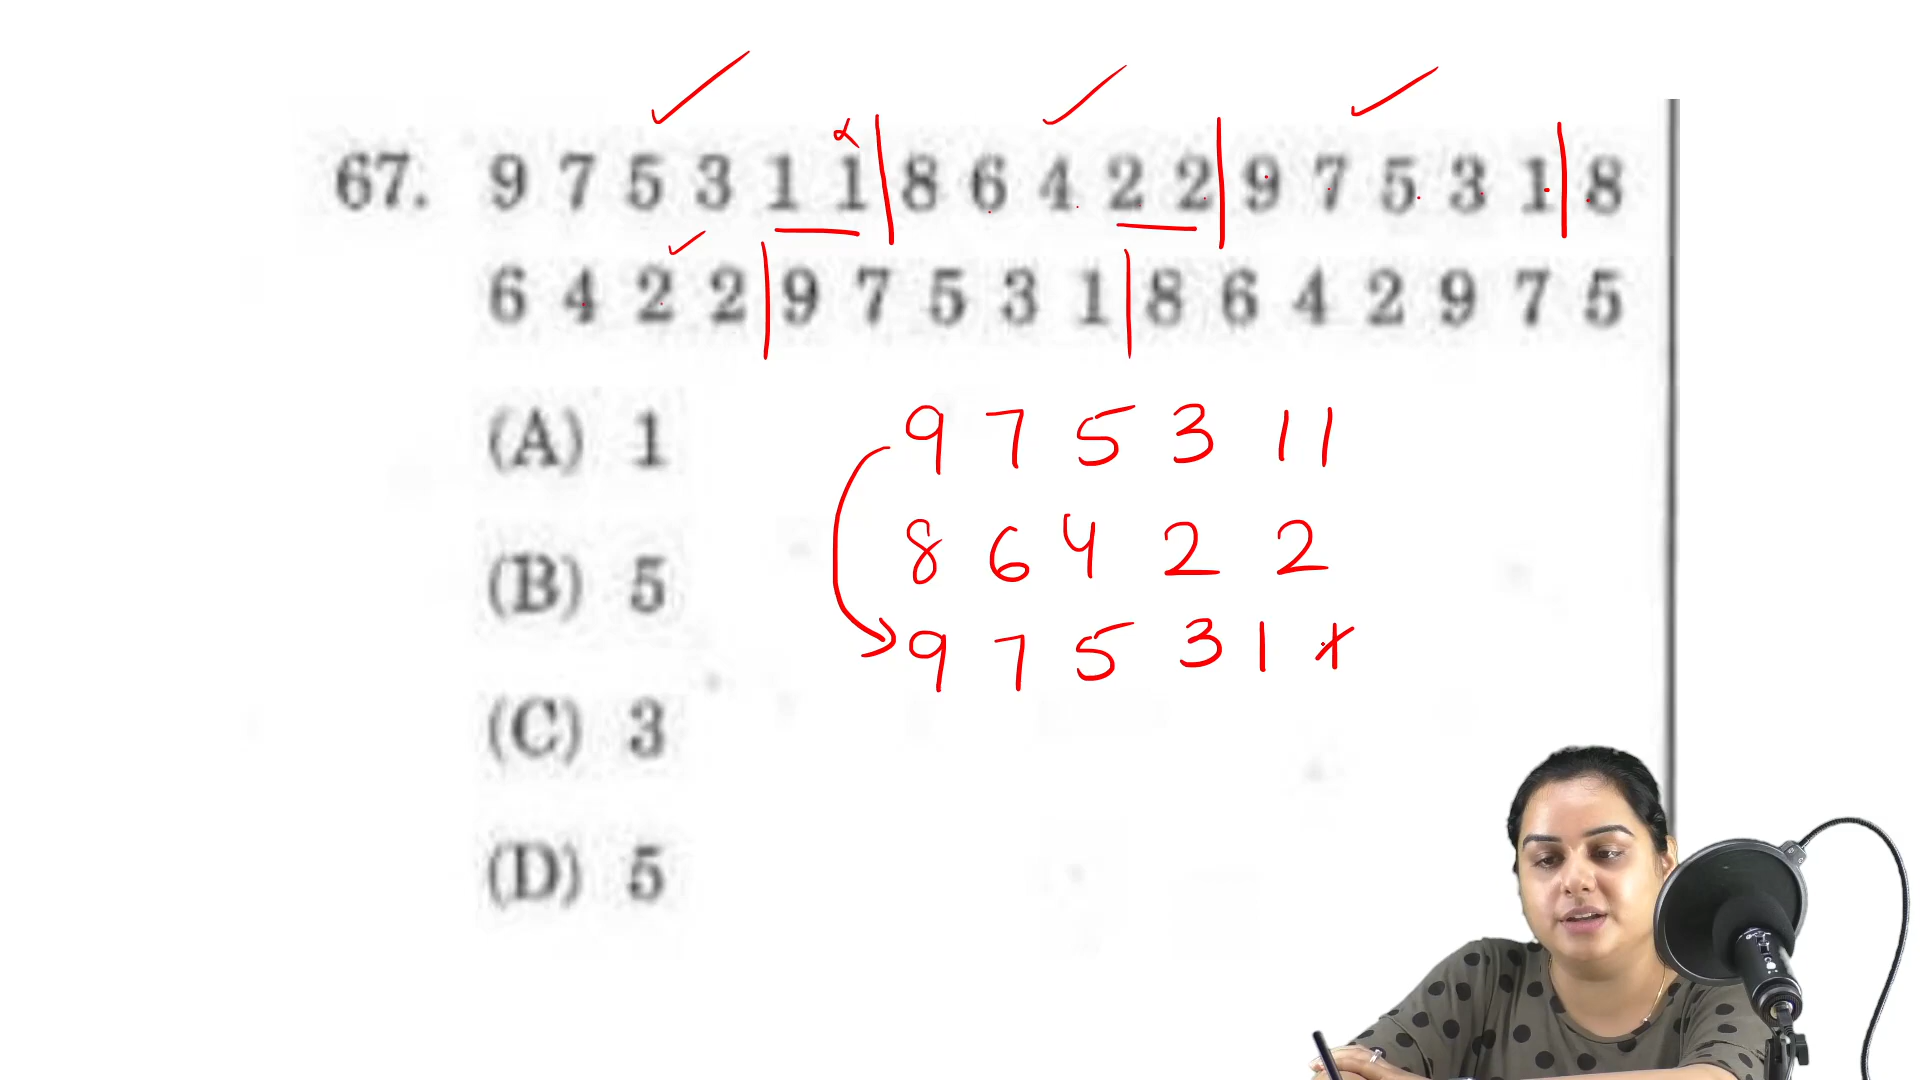 67. 9 7 5 3 1 1 8 6 4 2 2 9 7 5 3 1 8
6 4 2 2 9 7 5 3 1 8 6 4 2 9 7 5
(A) 1
(B) 5
(C) 3
(D) 5
9 7 5 3 1 1
8 6 4 2 2
9 7 5 3 1